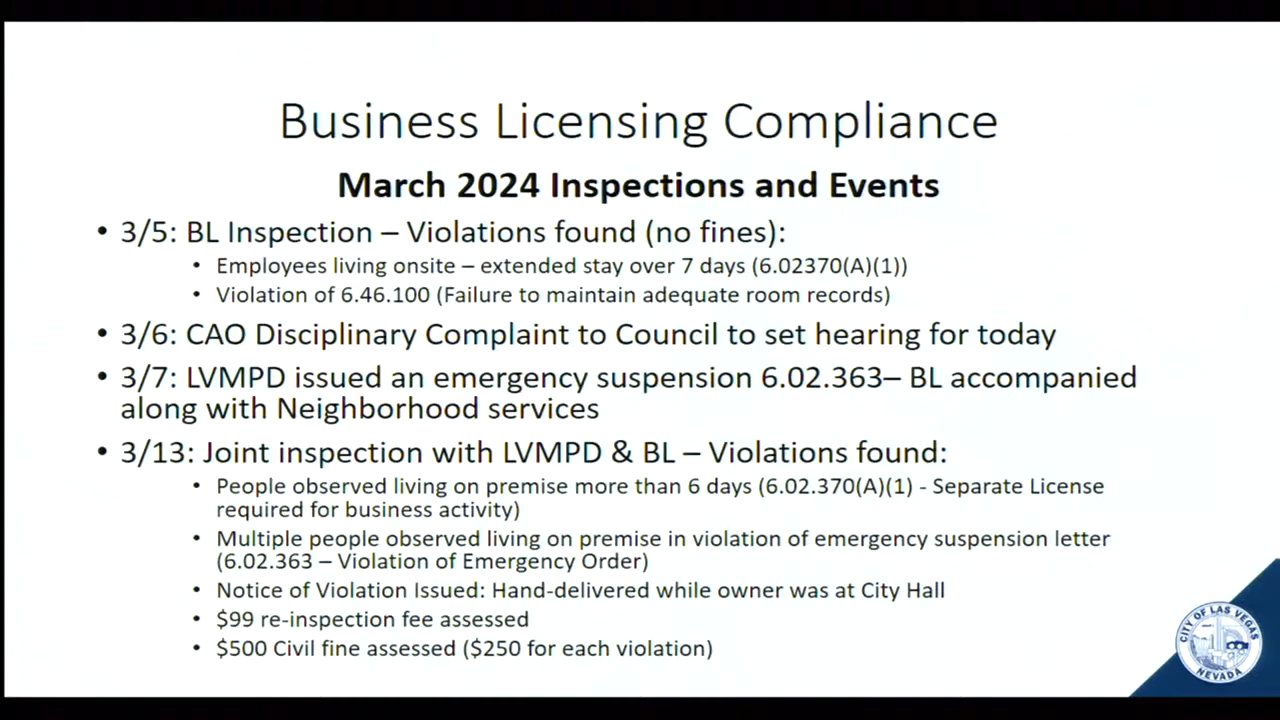 Business Licensing Compliance
March 2024 Inspections and Events
• 3/5: BL Inspection – Violations found (no fines):
• Employees living onsite – extended stay over 7 days (6.02370(A)(1))
• Violation of 6.46.100 (Failure to maintain adequate room records)
• 3/6: CAO Disciplinary Complaint to Council to set hearing for today
• 3/7: LVMPD issued an emergency suspension 6.02.363– BL accompanied
along with Neighborhood services
• 3/13: Joint inspection with LVMPD & BL – Violations found:
• People observed living on premise more than 6 days (6.02.370(A)(1) - Separate License
required for business activity)
• Multiple people observed living on premise in violation of emergency suspension letter
(6.02.363 – Violation of Emergency Order)
• Notice of Violation Issued: Hand-delivered while owner was at City Hall
• $99 re-inspection fee assessed
• $500 Civil fine assessed ($250 for each violation)
CITY OF LAS VEGAS
NEVADA